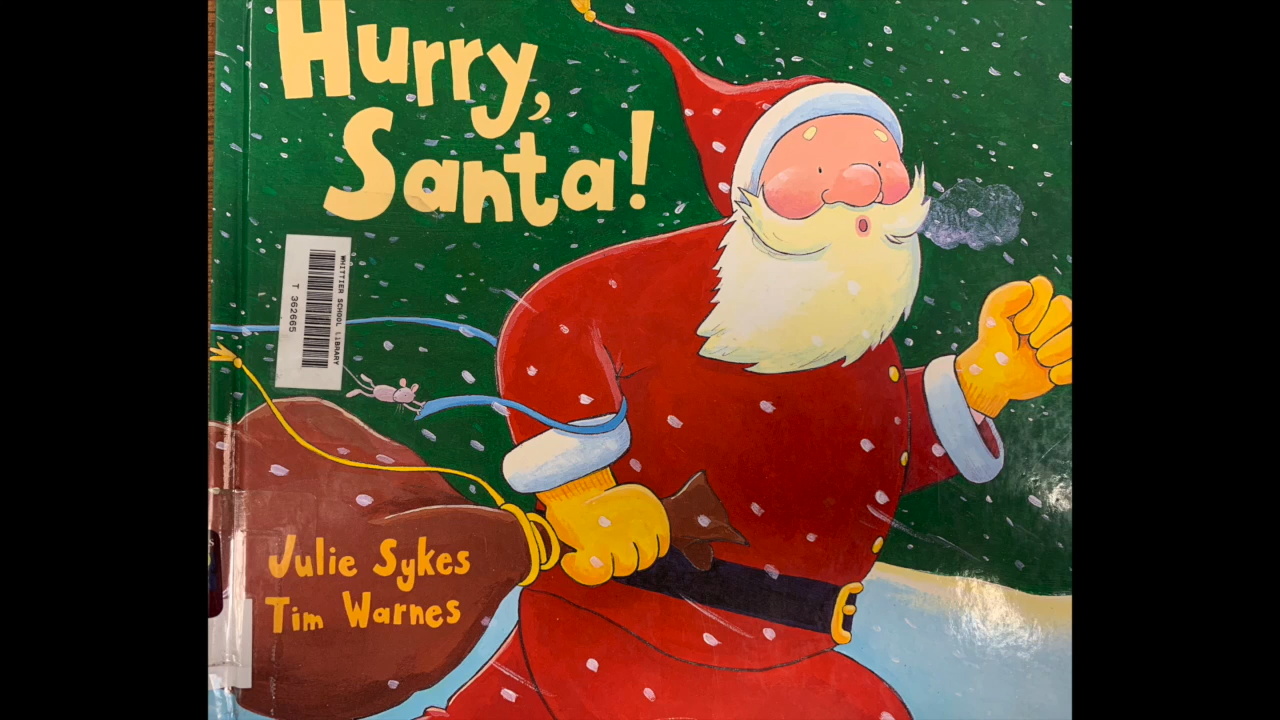 Hurry,
Santa!
WHITTIER SCHOOL LIBRARY
T 362665
Julie Sykes
Tim Warnes